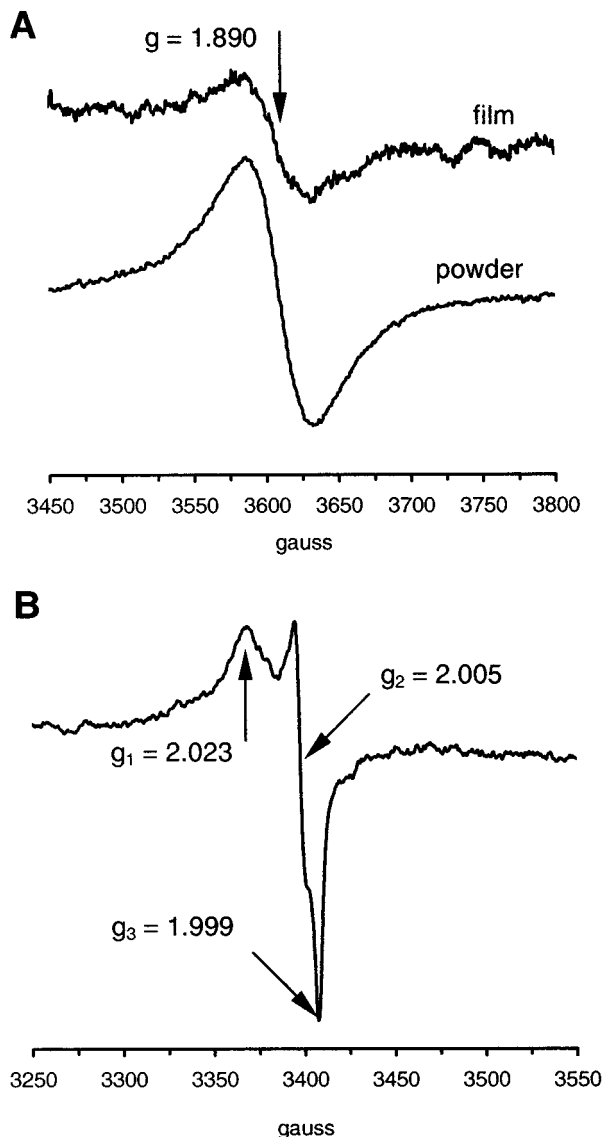 A
g = 1.890
film
powder
3450 3500 3550 3600 3650 3700 3750 3800
gauss
B
g₂ = 2.005
g₁ = 2.023
g₃ = 1.999
3250 3300 3350 3400 3450 3500 3550
gauss